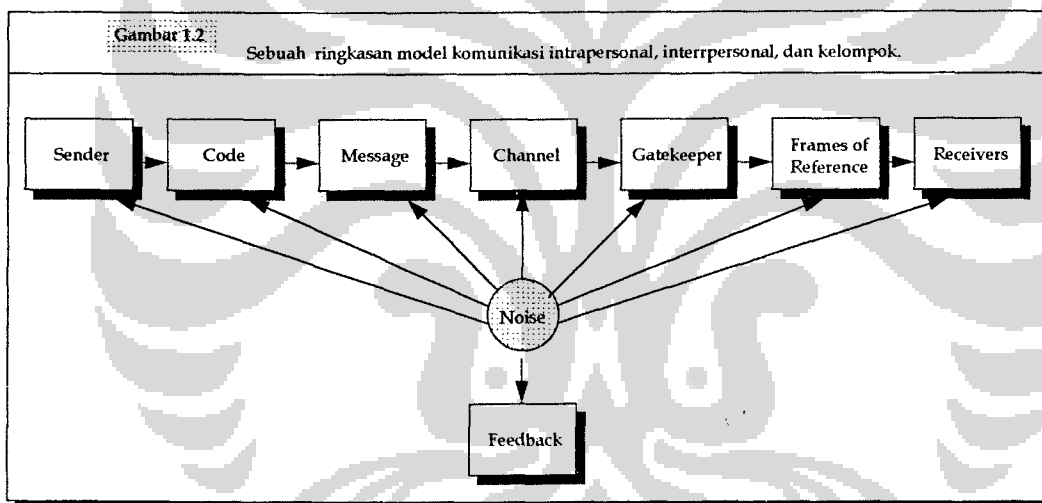 Gambar 1.2
Sebuah ringkasan model komunikasi intrapersonal, interrpersonal, dan kelompok.
Sender
Code
Message
Channel
Gatekeeper
Frames of
Reference
Receivers
Noise
Feedback